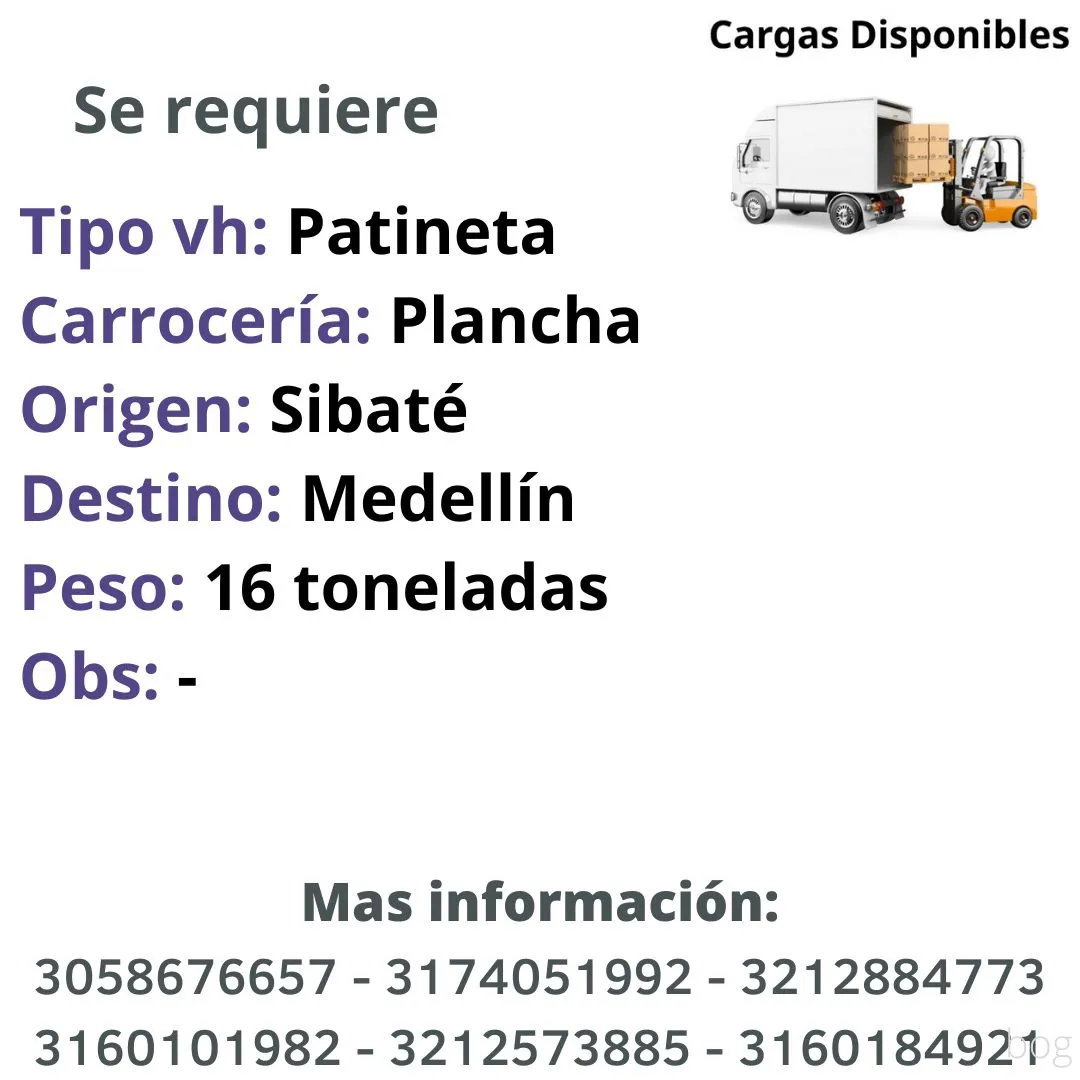 Cargas Disponibles
Se requiere
Tipo vh: Patineta
Carrocería: Plancha
Origen: Sibaté
Destino: Medellín
Peso: 16 toneladas
Obs: -
Mas información:
3058676657 - 3174051992 - 3212884773
3160101982 - 3212573885 - 3160184921
bog